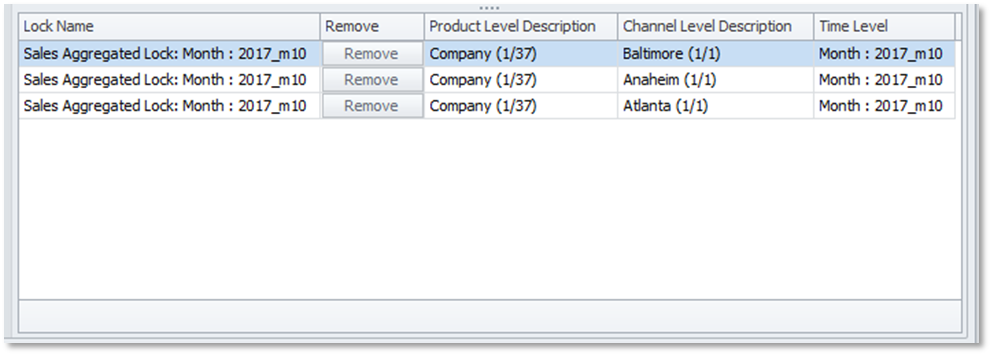 Lock Name Remove Product Level Description Channel Level Description Time Level
Sales Aggregated Lock: Month : 2017_m10 Remove Company (1/37) Baltimore (1/1) Month : 2017_m10
Sales Aggregated Lock: Month : 2017_m10 Remove Company (1/37) Anaheim (1/1) Month : 2017_m10
Sales Aggregated Lock: Month : 2017_m10 Remove Company (1/37) Atlanta (1/1) Month : 2017_m10